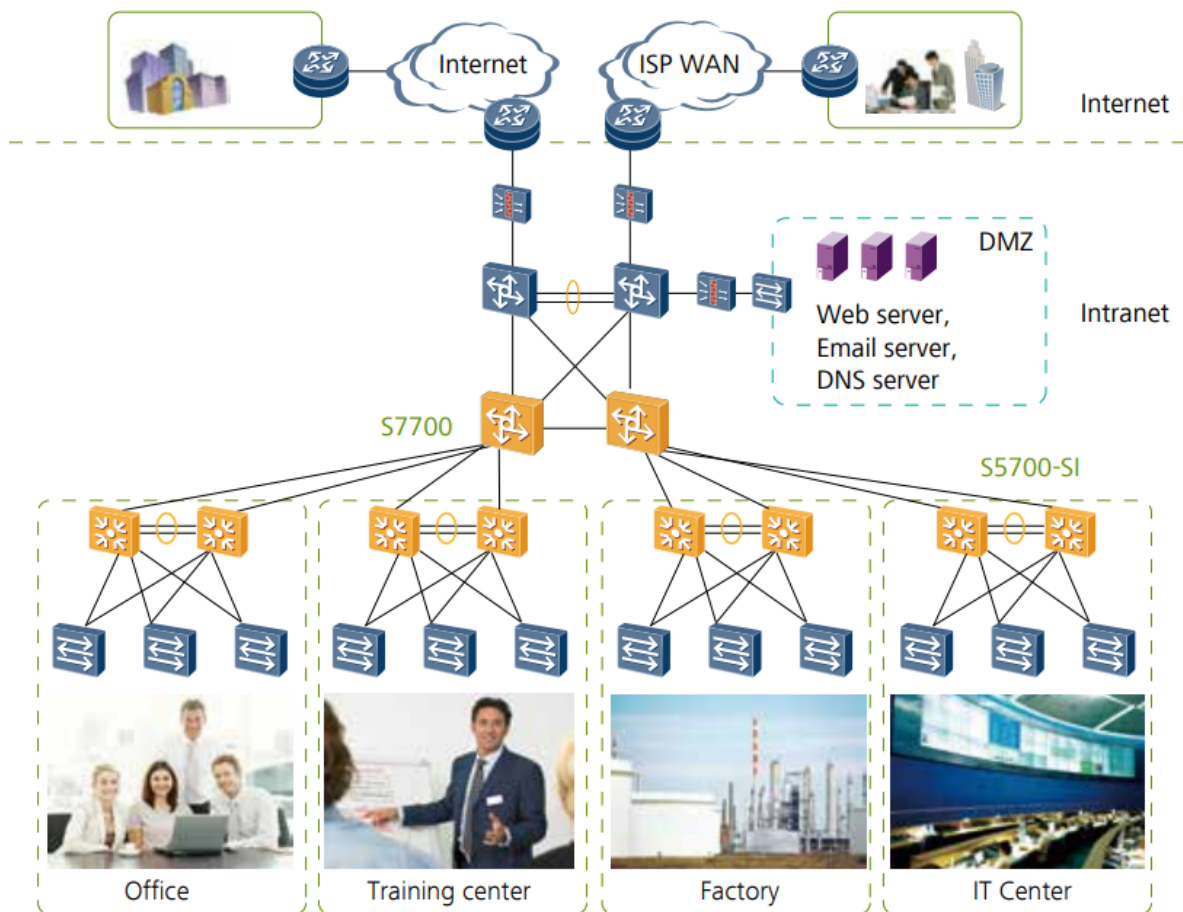 Internet
ISP WAN
Internet
DMZ
Web server,
Email server,
DNS server
Intranet
S7700
S5700-SI
Office
Training center
Factory
IT Center